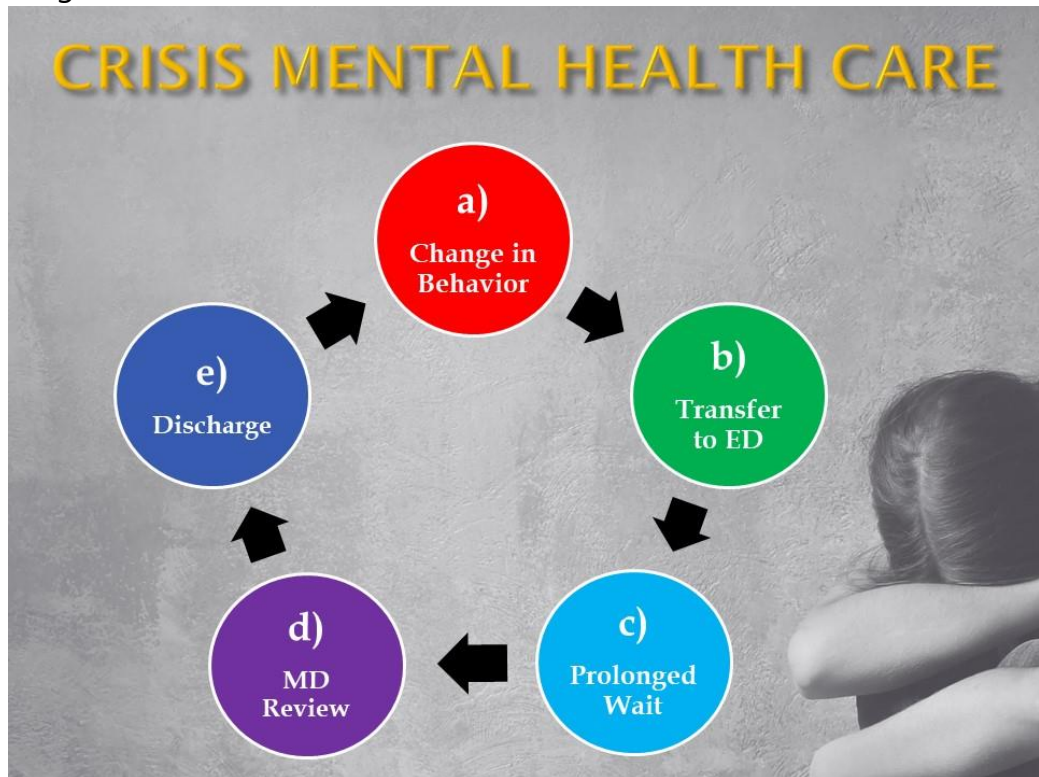 CRISIS MENTAL HEALTH CARE
a)
Change in
Behavior
b)
Transfer
to ED
c)
Prolonged
Wait
d)
MD
Review
e)
Discharge